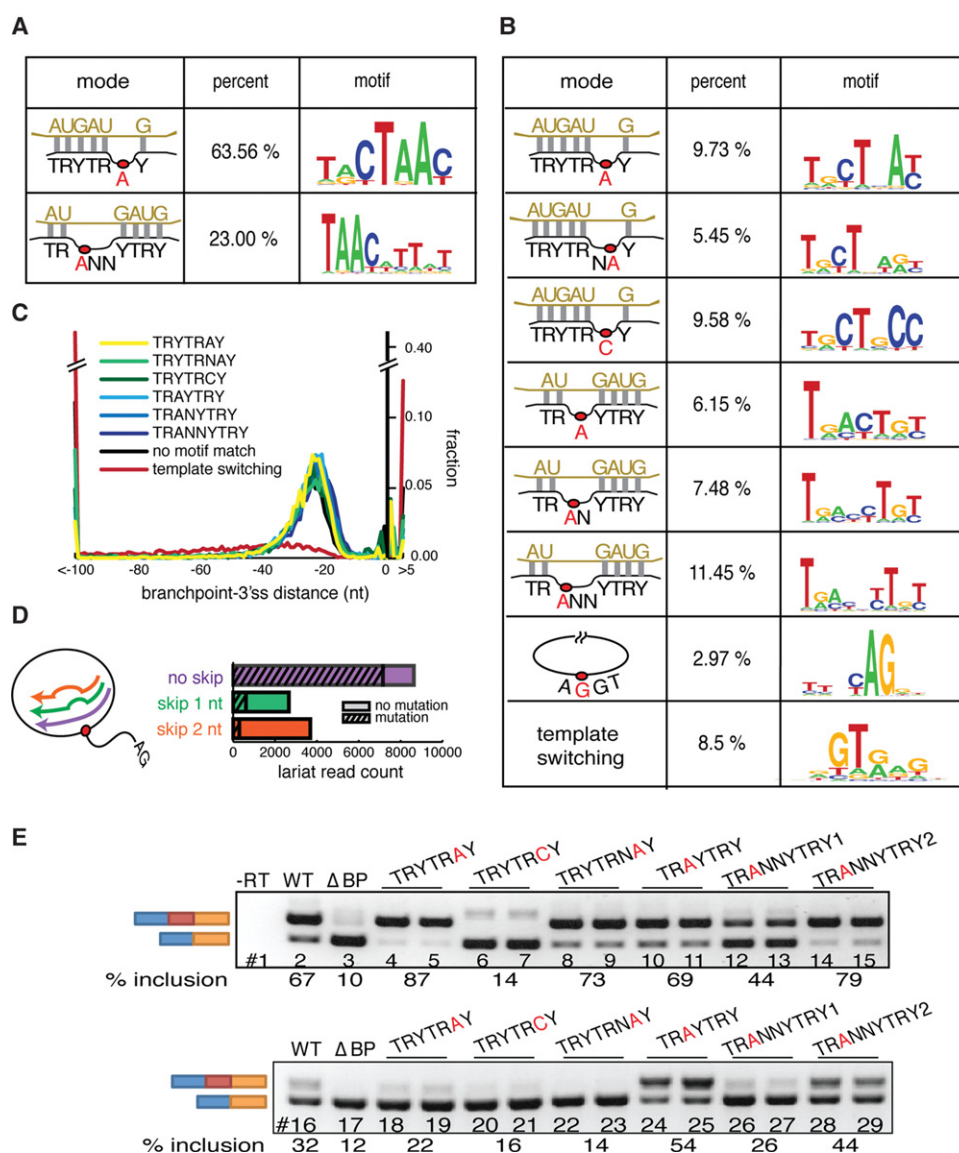 A
mode percent motif
AUGAU G
TRYTR Y
A
63.56 %
TACTAAC
AU GAUG
TR YTRY
ANN
23.00 %
TAAC
B
mode percent motif
AUGAU G
TRYTR Y
A
9.73 %
AUGAU G
TRYTR Y
NA
5.45 %
AUGAU G
TRYTR Y
C
9.58 %
AU GAUG
TR YTRY
A
6.15 %
AU GAUG
TR YTRY
AN
7.48 %
AU GAUG
TR YTRY
ANN
11.45 %
AGGT
2.97 %
template switching
8.5 %
C
TRYTRAY
TRYTRNAY
TRYTRCY
TRAYTRY
TRANYTRY
TRANNYTRY
no motif match
template switching
0.40
0.10
0.05
0.00
fraction
<-100 -80 -60 -40 -20 0 >5
branchpoint-3'ss distance (nt)
D
AG
no skip
skip 1 nt
skip 2 nt
no mutation
mutation
0 2000 4000 6000 8000 10000
lariat read count
E
-RT WT Δ BP TRYTRAY TRYTRCY TRYTRNAY TRAYTRY TRANNYTRY1 TRANNYTRY2
#1 2 3 4 5 6 7 8 9 10 11 12 13 14 15
% inclusion 67 10 87 14 73 69 44 79
WT Δ BP TRYTRAY TRYTRCY TRYTRNAY TRAYTRY TRANNYTRY1 TRANNYTRY2
#16 17 18 19 20 21 22 23 24 25 26 27 28 29
% inclusion 32 12 22 16 14 54 26 44